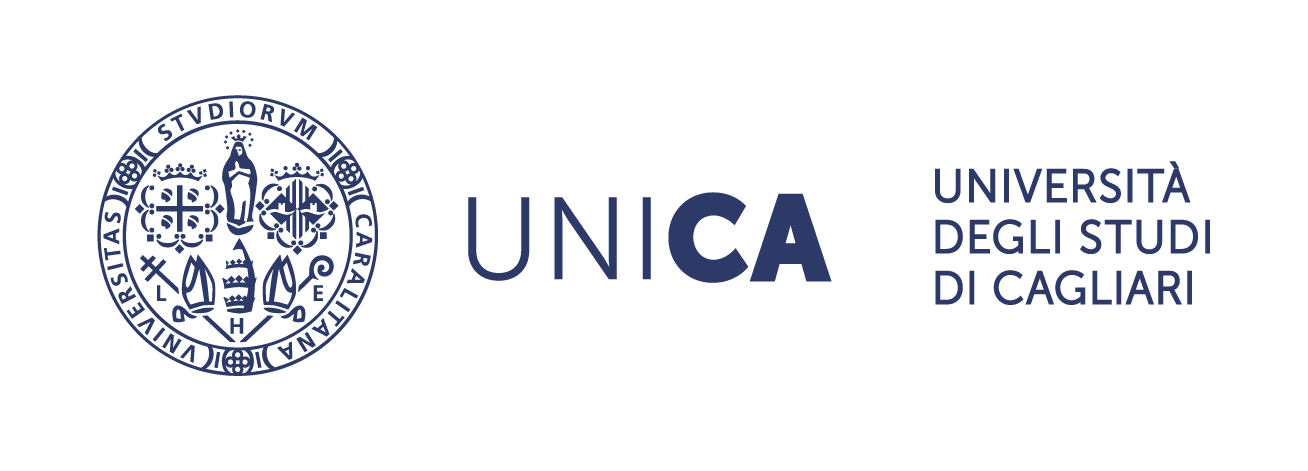 VNIVERSITAS STVDIORVM CARALITANA
L H E
UNICA
UNIVERSITÀ
DEGLI STUDI
DI CAGLIARI